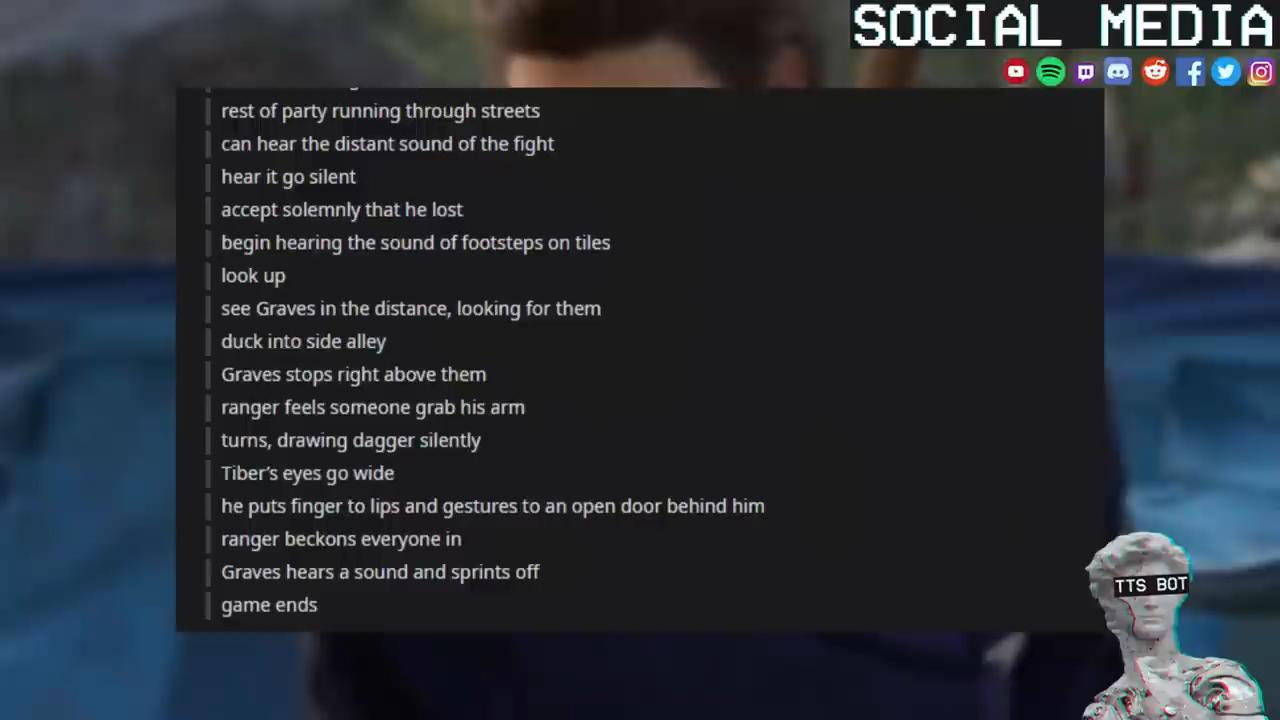 SOCIAL MEDIA
rest of party running through streets
can hear the distant sound of the fight
hear it go silent
accept solemnly that he lost
begin hearing the sound of footsteps on tiles
look up
see Graves in the distance, looking for them
duck into side alley
Graves stops right above them
ranger feels someone grab his arm
turns, drawing dagger silently
Tiber’s eyes go wide
he puts finger to lips and gestures to an open door behind him
ranger beckons everyone in
Graves hears a sound and sprints off
game ends
TTS BOT